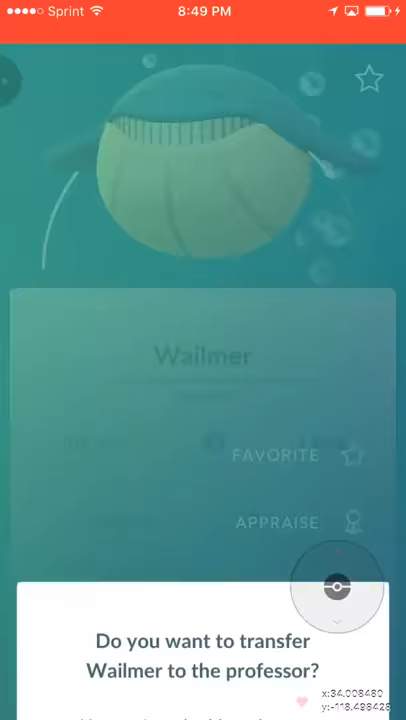 Sprint 8:49 PM
Wailmer
FAVORITE
APPRAISE
Do you want to transfer
Wailmer to the professor?
x:34.008480
y:-118.498428